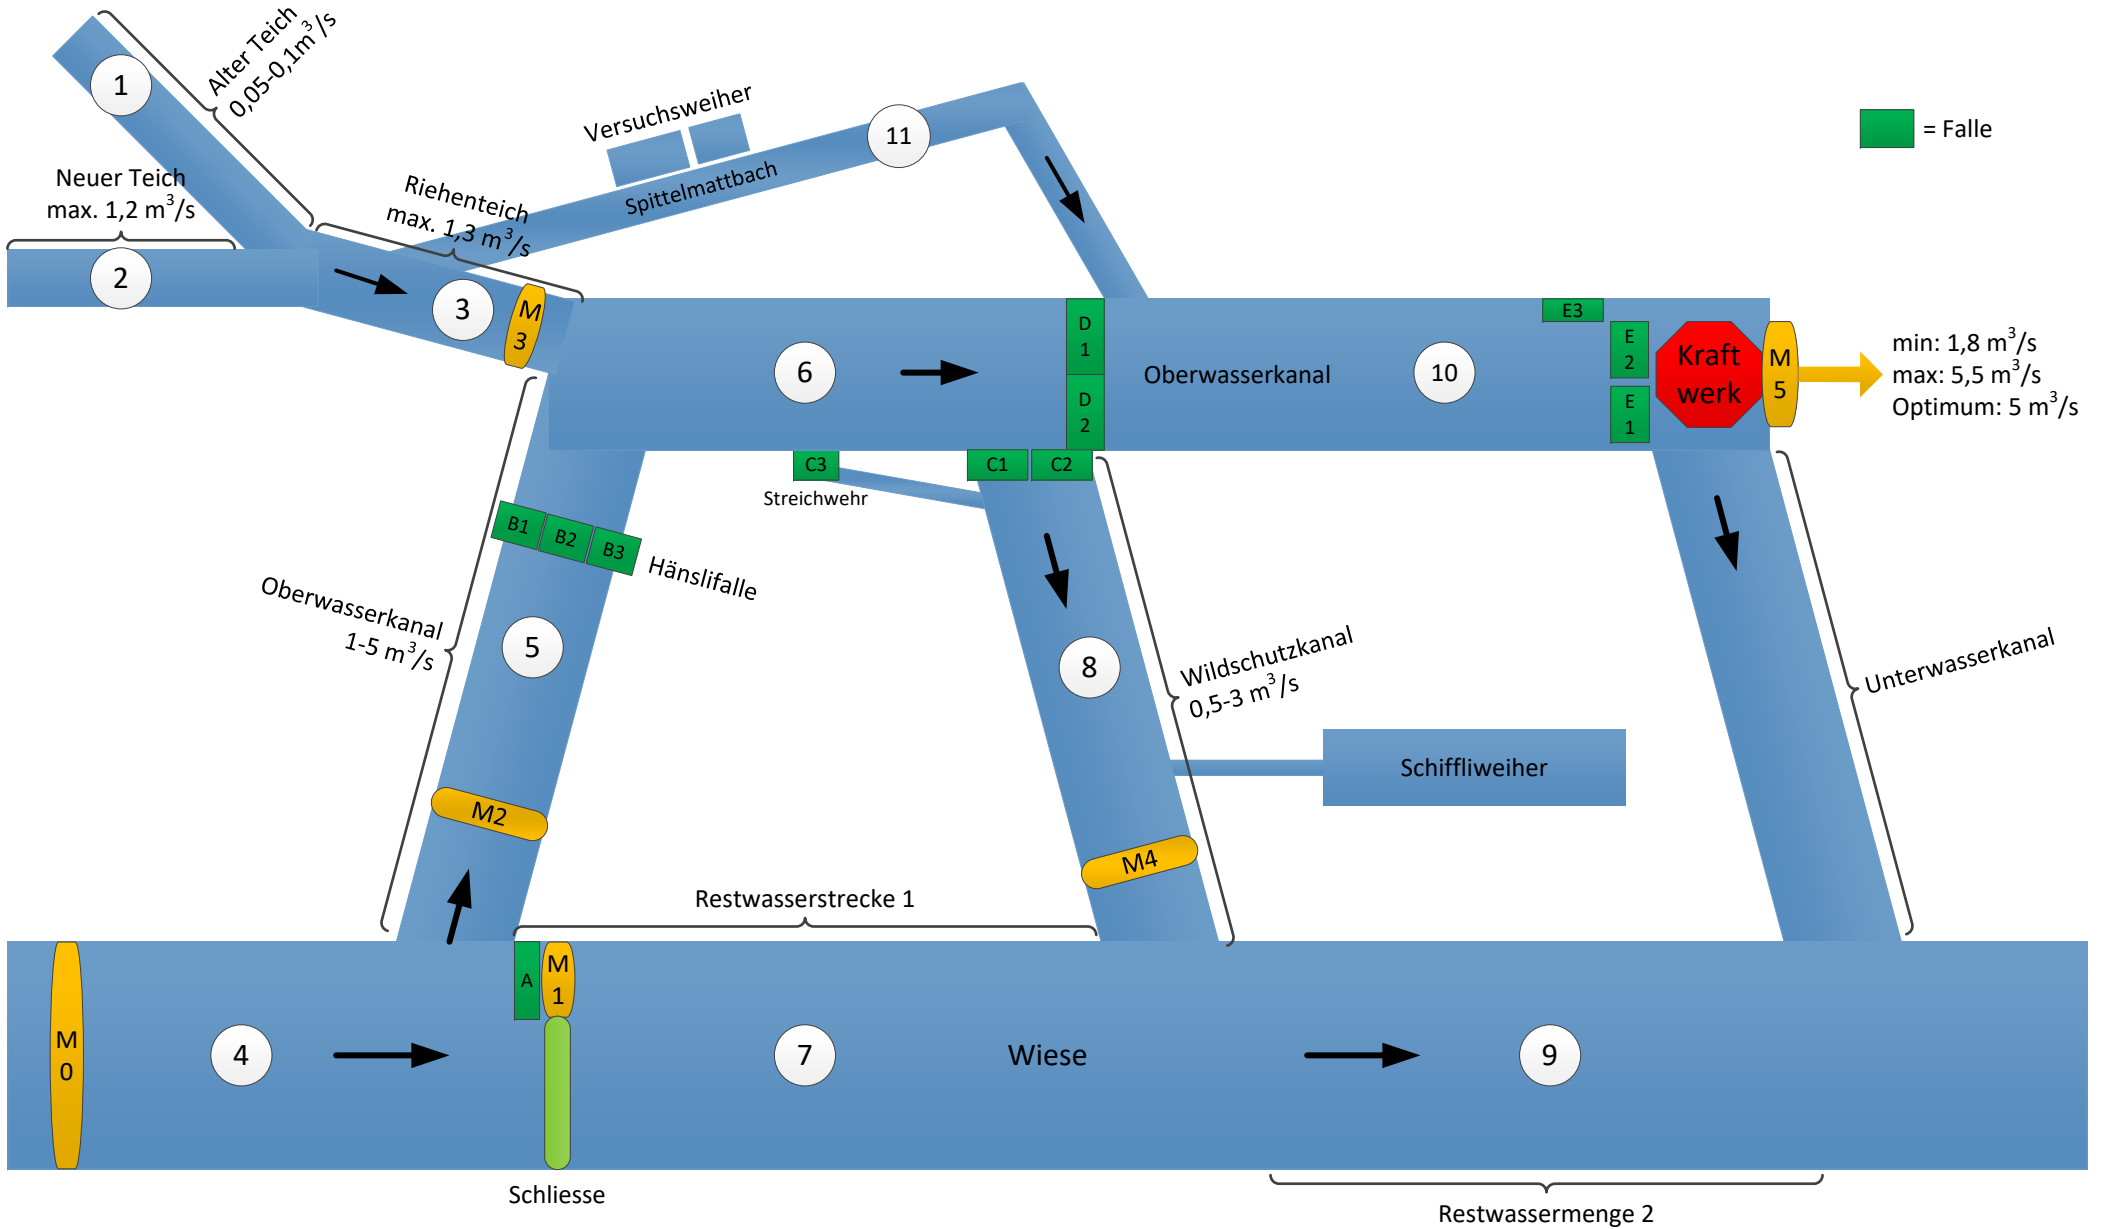 Alter Teich
0,05-0,1m³/s
1
Neuer Teich
max. 1,2 m³/s
2
Riehenteich
max. 1,3 m³/s
3
M
3
Versuchsweiher
Spittelmattbach
11
= Falle
6
D
1
D
2
Oberwasserkanal
10
E3
E
2
E
1
Kraft
werk
M
5
min: 1,8 m³/s
max: 5,5 m³/s
Optimum: 5 m³/s
C3
Streichwehr
C1
C2
B1
B2
B3
Hänslifalle
Oberwasserkanal
1-5 m³/s
5
M2
8
Wildschutzkanal
0,5-3 m³/s
Schiffliweiher
M4
Unterwasserkanal
Restwasserstrecke 1
M
0
4
A
M
1
7
Wiese
9
Schliesse
Restwassermenge 2